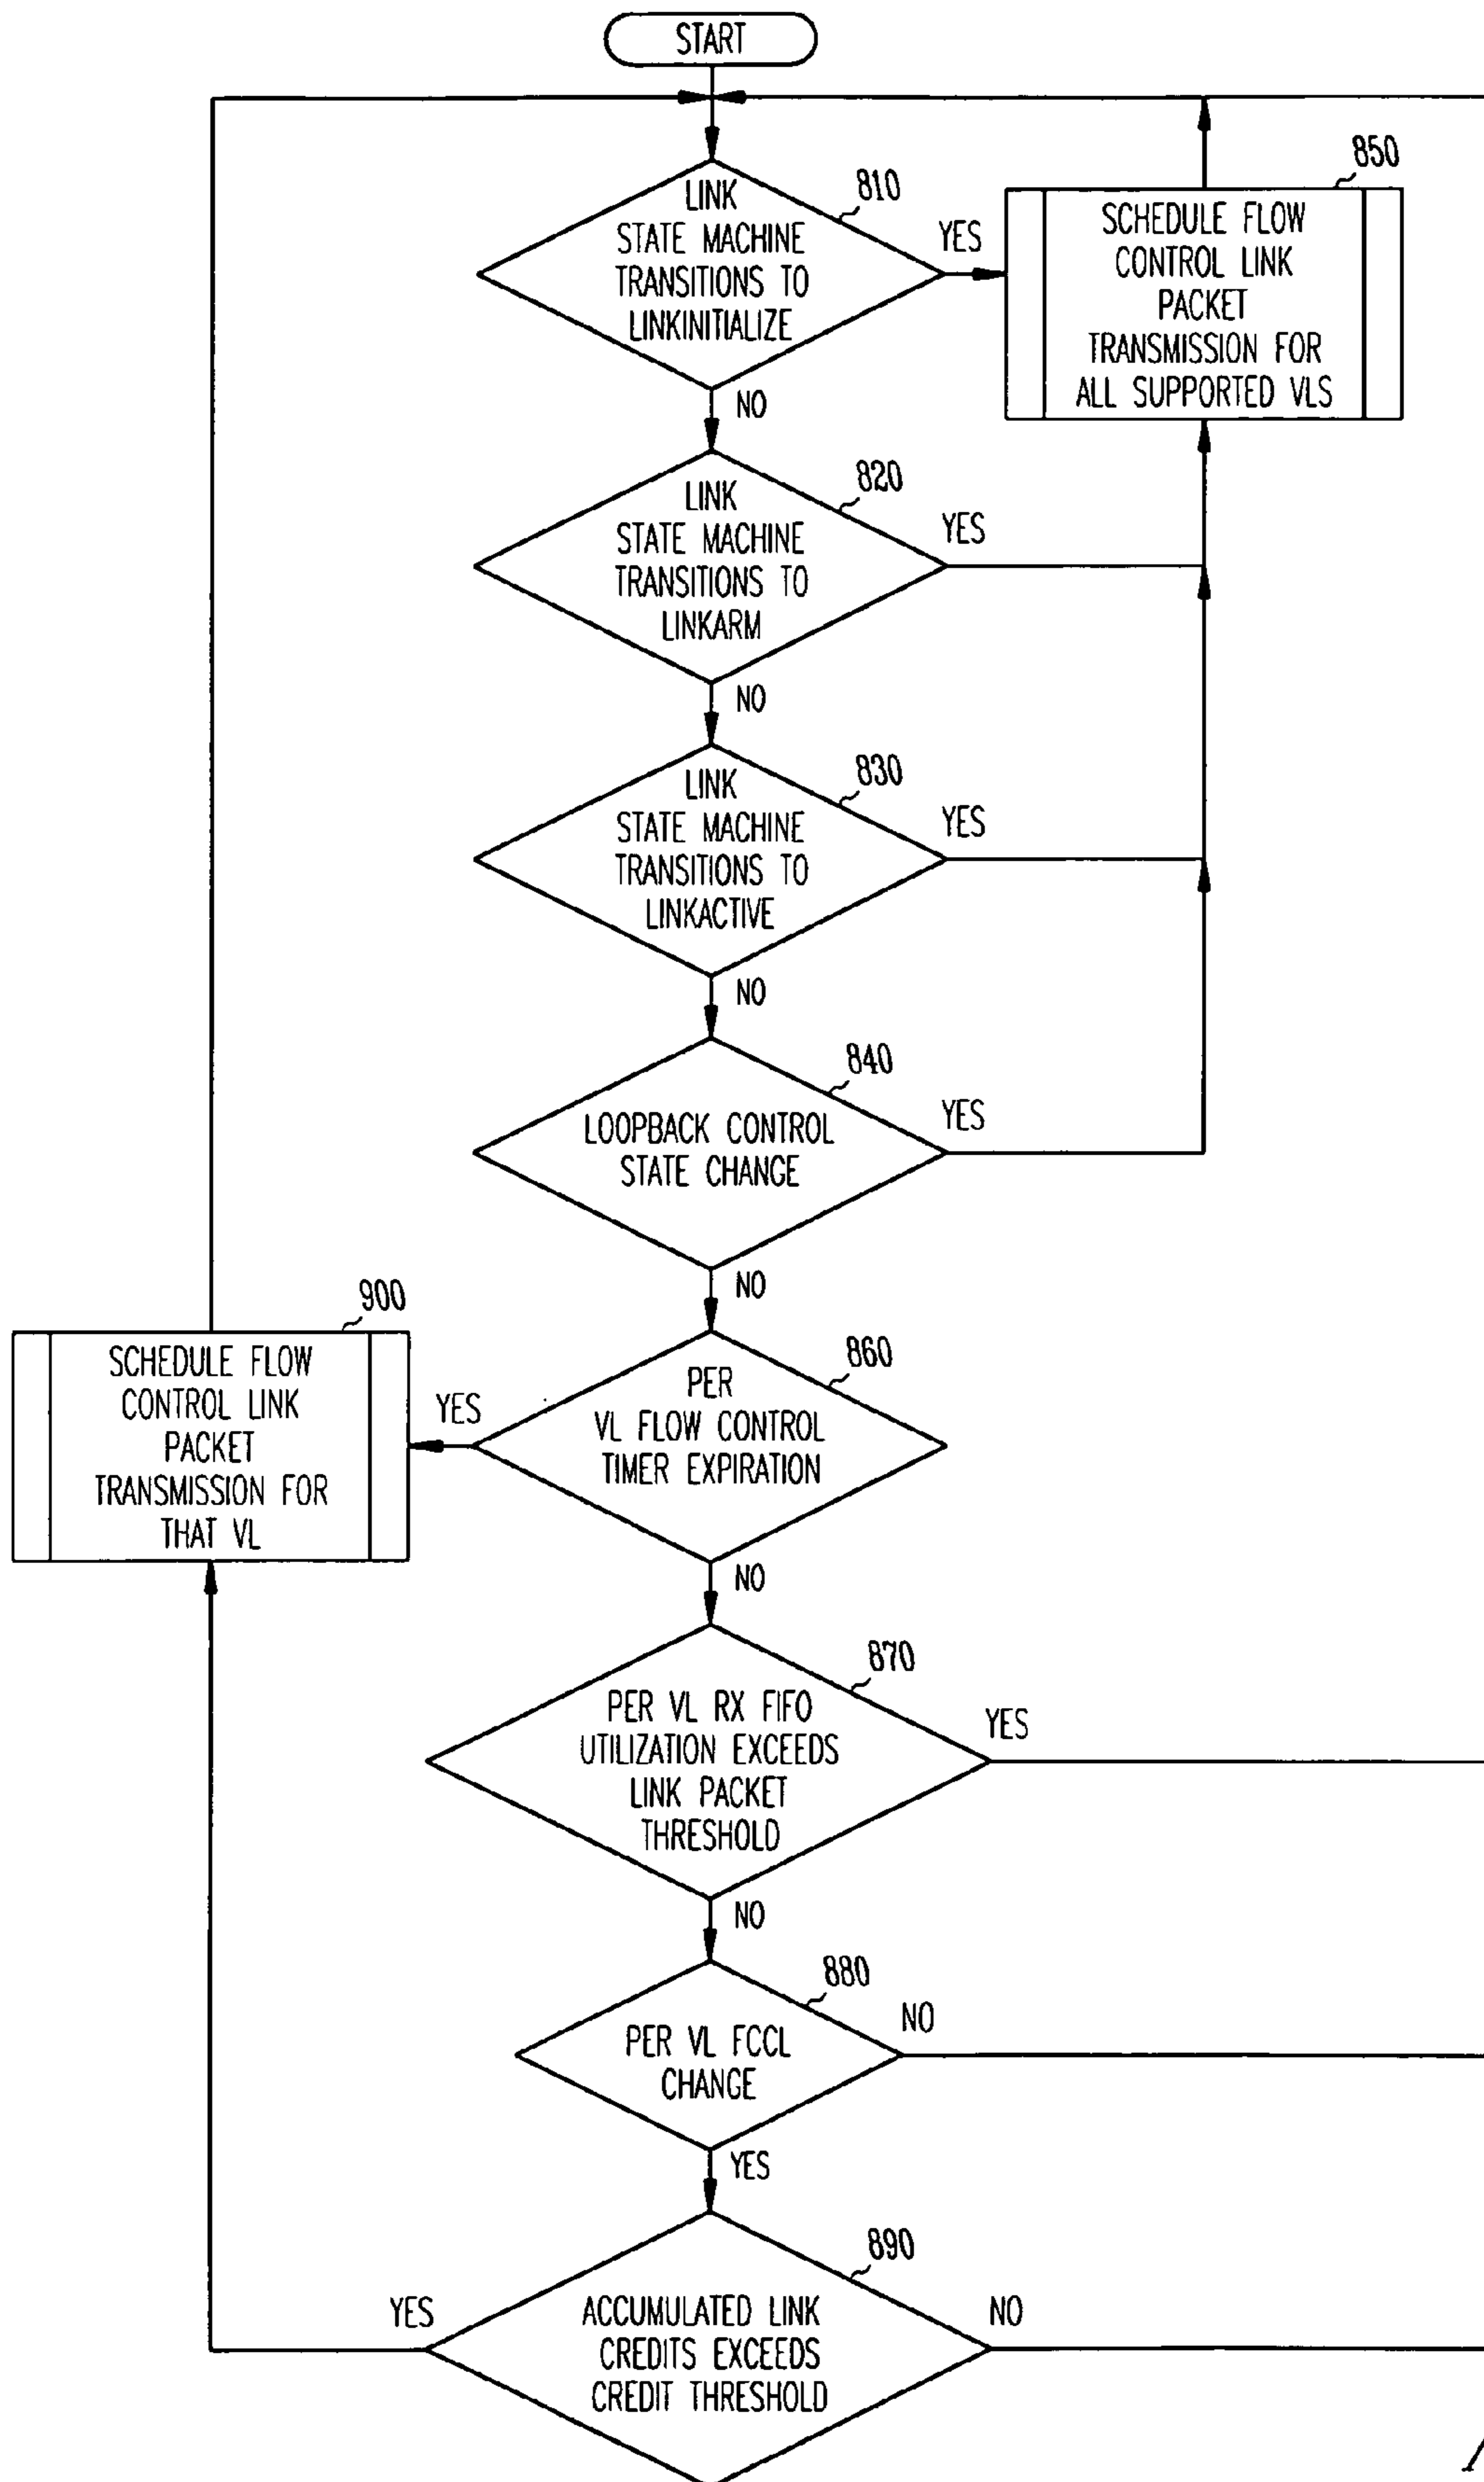 START
810
LINK
STATE MACHINE
TRANSITIONS TO
LINKINITIALIZE
YES
850
SCHEDULE FLOW
CONTROL LINK
PACKET
TRANSMISSION FOR
ALL SUPPORTED VLS
NO
820
LINK
STATE MACHINE
TRANSITIONS TO
LINKARM
YES
NO
830
LINK
STATE MACHINE
TRANSITIONS TO
LINKACTIVE
YES
NO
840
LOOPBACK CONTROL
STATE CHANGE
YES
NO
900
SCHEDULE FLOW
CONTROL LINK
PACKET
TRANSMISSION FOR
THAT VL
YES
860
PER
VL FLOW CONTROL
TIMER EXPIRATION
NO
870
PER VL RX FIFO
UTILIZATION EXCEEDS
LINK PACKET
THRESHOLD
YES
NO
880
PER VL FCCL
CHANGE
NO
YES
890
YES
ACCUMULATED LINK
CREDITS EXCEEDS
CREDIT THRESHOLD
NO